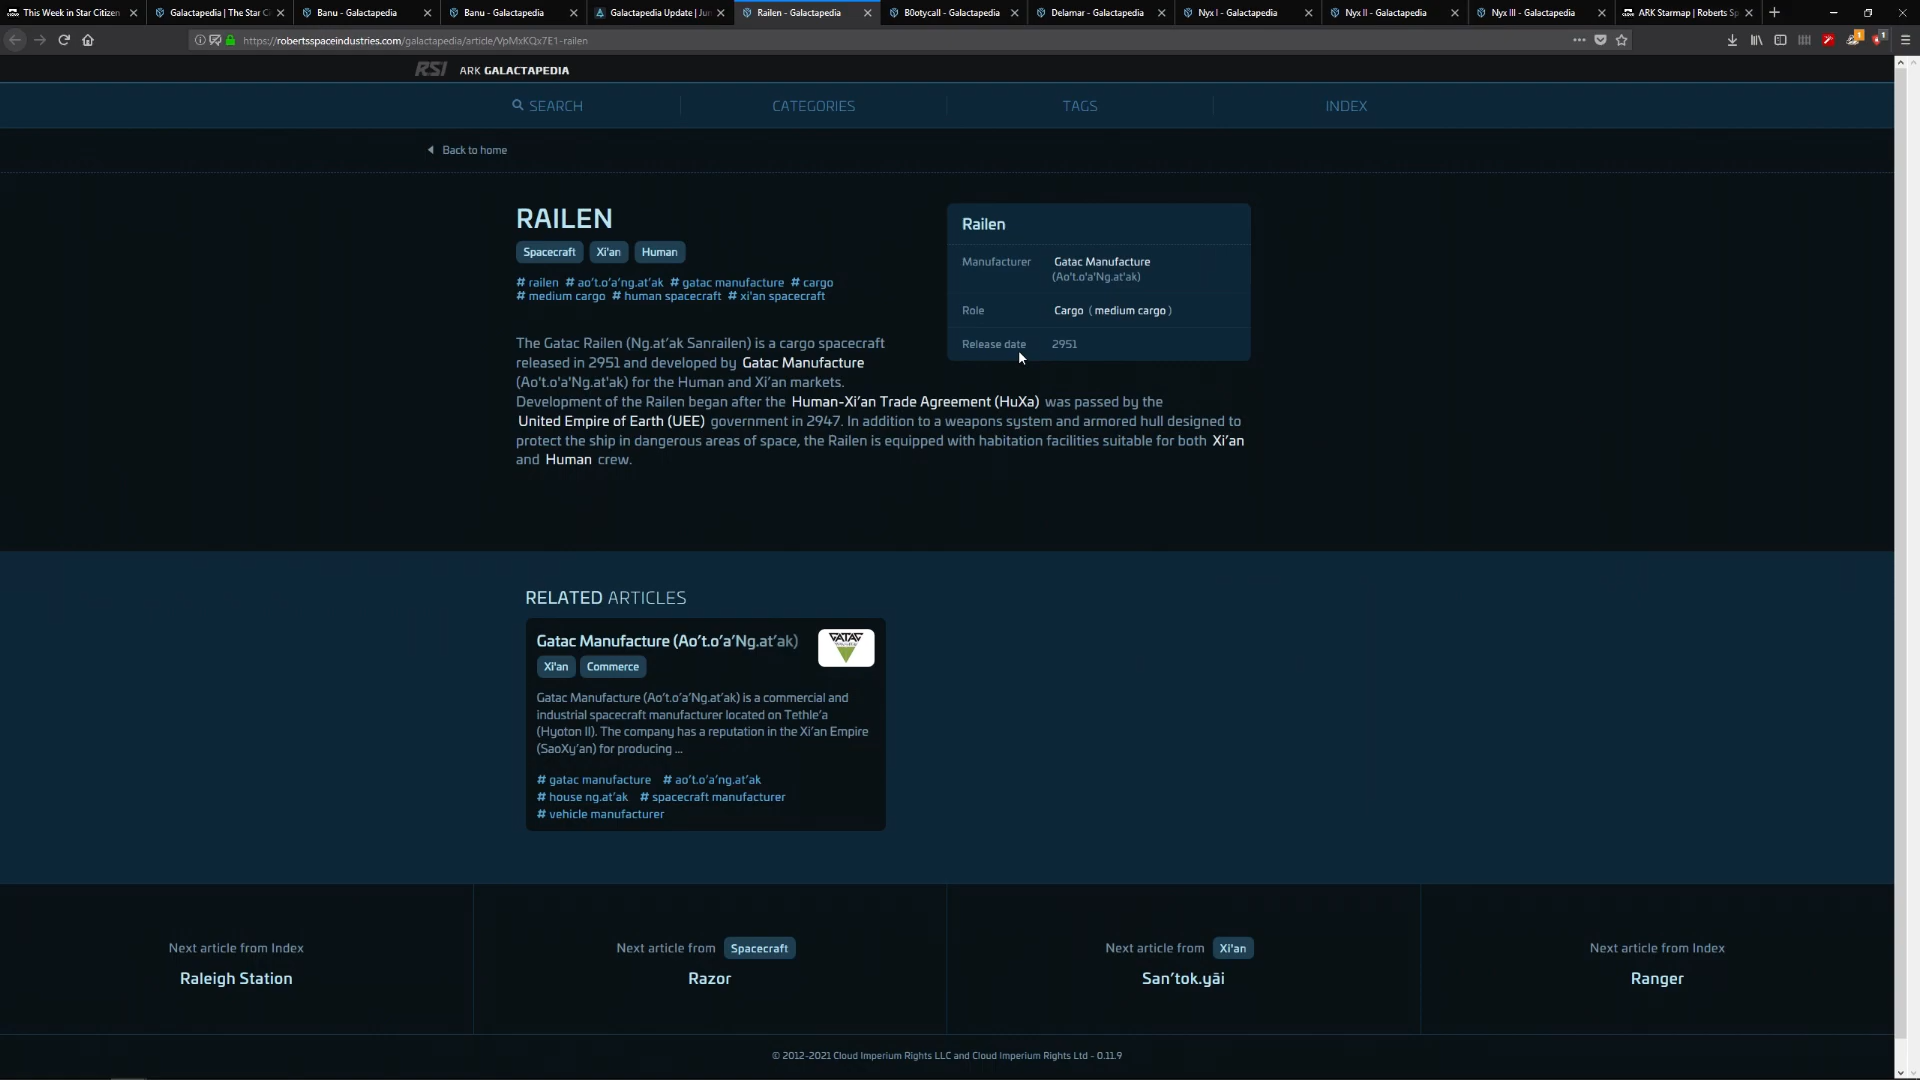 This Week in Star Citizen
Galactapedia | The Star Ci
Banu - Galactapedia
Banu - Galactapedia
Galactapedia Update | Jun
Railen - Galactapedia
B0otycall - Galactapedia
Delamar - Galactapedia
Nyx I - Galactapedia
Nyx II - Galactapedia
Nyx III - Galactapedia
ARK Starmap | Roberts Sp
https://robertsspaceindustries.com/galactapedia/article/VpMxKQx7E1-railen
1
1
RSI ARK GALACTAPEDIA
SEARCH
CATEGORIES
TAGS
INDEX
Back to home
RAILEN
Spacecraft Xi'an Human
# railen # ao't.o'a'ng.at'ak # gatac manufacture # cargo
# medium cargo # human spacecraft # xi'an spacecraft
Railen
Manufacturer Gatac Manufacture
(Ao't.o'a'Ng.at'ak)
Role Cargo ( medium cargo )
Release date 2951
The Gatac Railen (Ng.at'ak Sanrailen) is a cargo spacecraft
released in 2951 and developed by Gatac Manufacture
(Ao't.o'a'Ng.at'ak) for the Human and Xi'an markets.
Development of the Railen began after the Human-Xi'an Trade Agreement (HuXa) was passed by the
United Empire of Earth (UEE) government in 2947. In addition to a weapons system and armored hull designed to
protect the ship in dangerous areas of space, the Railen is equipped with habitation facilities suitable for both Xi'an
and Human crew.
RELATED ARTICLES
Gatac Manufacture (Ao't.o'a'Ng.at'ak)
GATAC
Xi'an Commerce
Gatac Manufacture (Ao't.o'a'Ng.at'ak) is a commercial and
industrial spacecraft manufacturer located on Tethle'a
(Hyoton II). The company has a reputation in the Xi'an Empire
(SaoXy'an) for producing ...
# gatac manufacture # ao't.o'a'ng.at'ak
# house ng.at'ak # spacecraft manufacturer
# vehicle manufacturer
Next article from Index
Raleigh Station
Next article from Spacecraft
Razor
Next article from Xi'an
San'tok.yāi
Next article from Index
Ranger
© 2012-2021 Cloud Imperium Rights LLC and Cloud Imperium Rights Ltd - 0.11.9